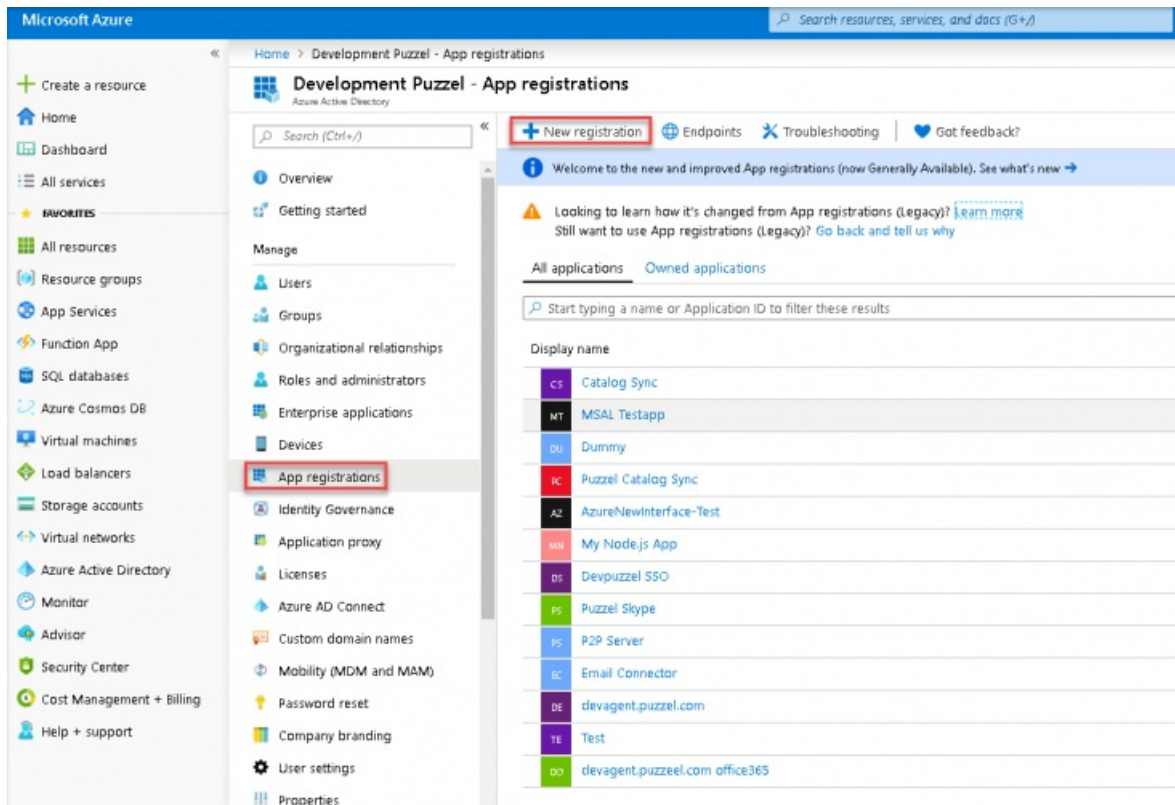 Microsoft Azure
Search resources, services, and docs (G+/)
«
Create a resource
Home
Dashboard
All services
FAVORITES
All resources
Resource groups
App Services
Function App
SQL databases
Azure Cosmos DB
Virtual machines
Load balancers
Storage accounts
Virtual networks
Azure Active Directory
Monitor
Advisor
Security Center
Cost Management + Billing
Help + support
Home > Development Puzzel - App registrations
Development Puzzel - App registrations
Azure Active Directory
Search (Ctrl+/)
«
Overview
Getting started
Manage
Users
Groups
Organizational relationships
Roles and administrators
Enterprise applications
Devices
App registrations
Identity Governance
Application proxy
Licenses
Azure AD Connect
Custom domain names
Mobility (MDM and MAM)
Password reset
Company branding
User settings
Properties
New registration Endpoints Troubleshooting Got feedback?
Welcome to the new and improved App registrations (now Generally Available). See what's new →
Looking to learn how it's changed from App registrations (Legacy)? Learn more
Still want to use App registrations (Legacy)? Go back and tell us why
All applications Owned applications
Start typing a name or Application ID to filter these results
Display name
CS Catalog Sync
MT MSAL Testapp
DU Dummy
PC Puzzel Catalog Sync
AZ AzureNewInterface-Test
MN My Node.js App
DS Devpuzzel SSO
PS Puzzel Skype
PS P2P Server
EC Email Connector
DE devagent.puzzel.com
TE Test
DO devagent.puzzeel.com office365